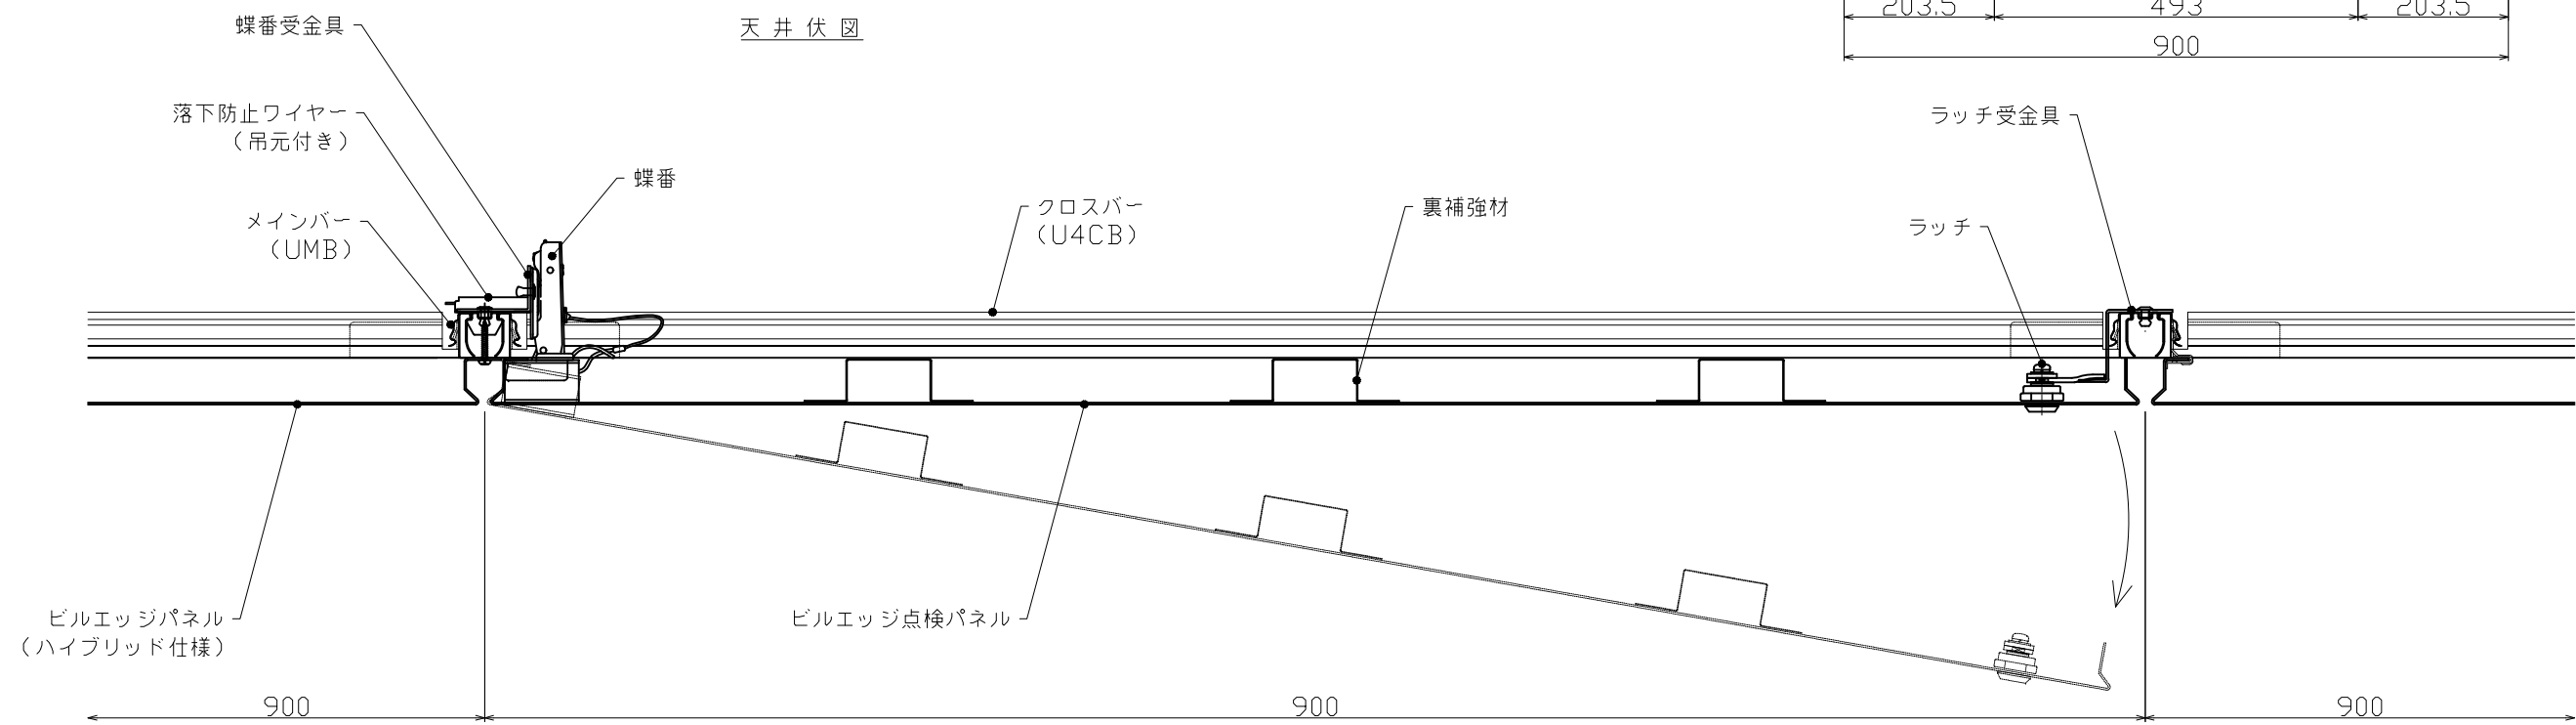 203.5
493
203.5
900
天井伏図
蝶番受金具
落下防止ワイヤー
(吊元付き)
メインバー
(UMB)
蝶番
クロスバー
(U4CB)
裏補強材
ラッチ受金具
ラッチ
ビルエッジパネル
(ハイブリッド仕様)
ビルエッジ点検パネル
900
900
900